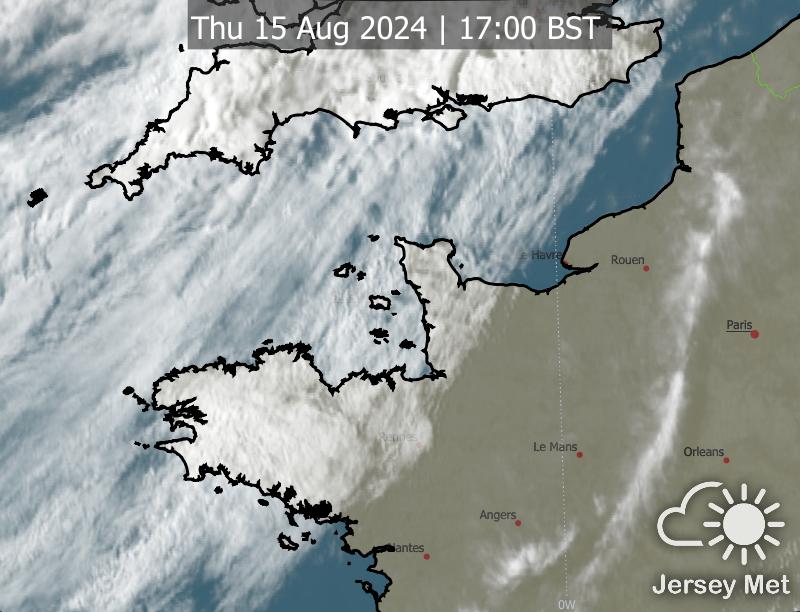 Thu 15 Aug 2024 | 17:00 BST
Le Havre
Rouen
Paris
Rennes
Le Mans
Orleans
Angers
Nantes
Jersey Met
0W